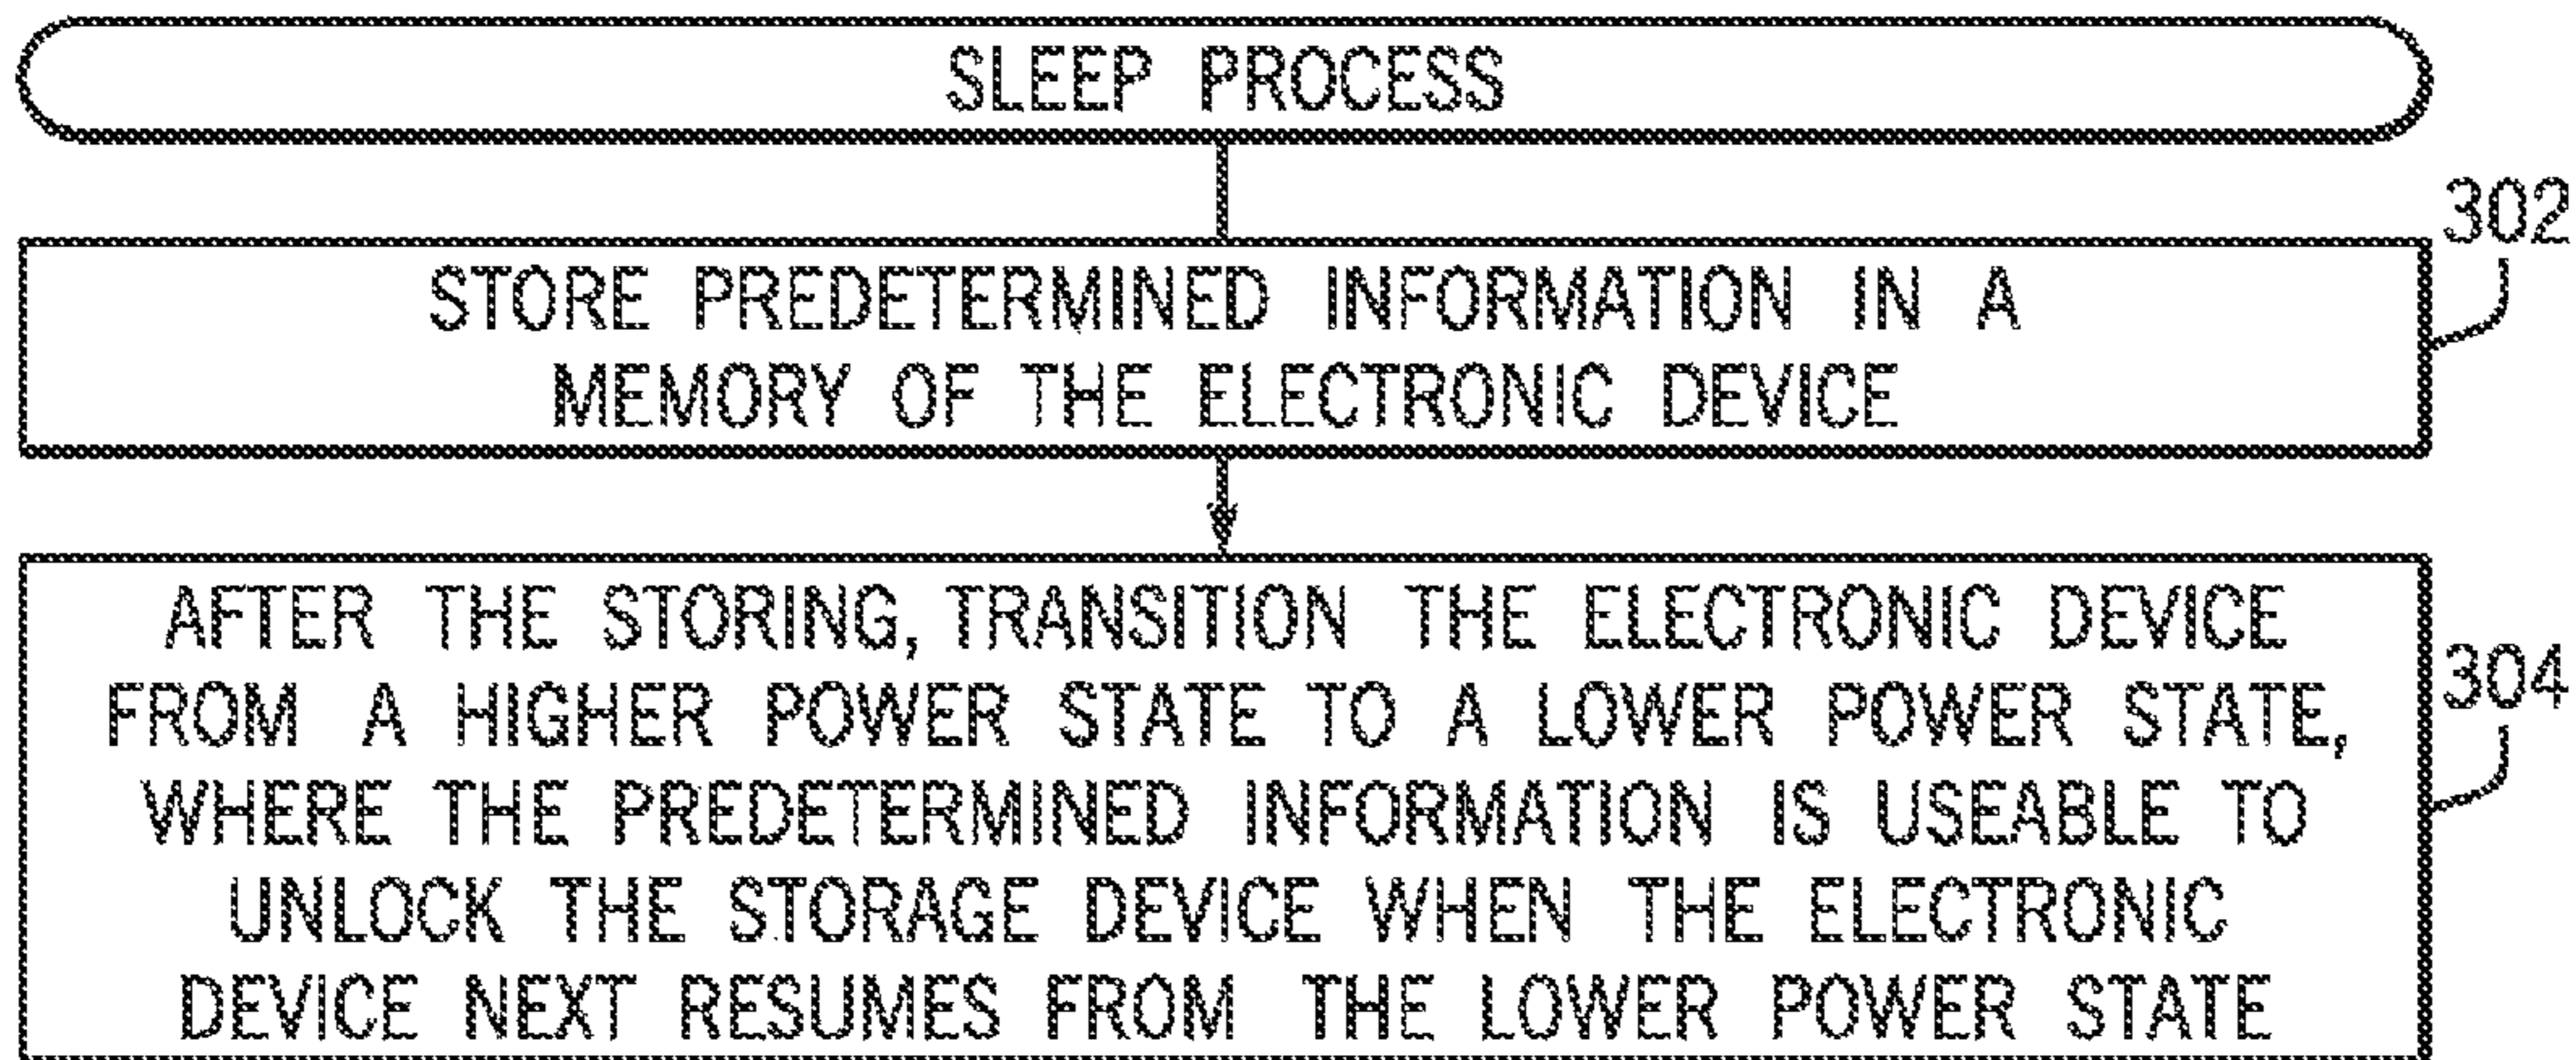 SLEEP PROCESS
302
STORE PREDETERMINED INFORMATION IN A
MEMORY OF THE ELECTRONIC DEVICE
304
AFTER THE STORING, TRANSITION THE ELECTRONIC DEVICE
FROM A HIGHER POWER STATE TO A LOWER POWER STATE,
WHERE THE PREDETERMINED INFORMATION IS USEABLE TO
UNLOCK THE STORAGE DEVICE WHEN THE ELECTRONIC
DEVICE NEXT RESUMES FROM THE LOWER POWER STATE